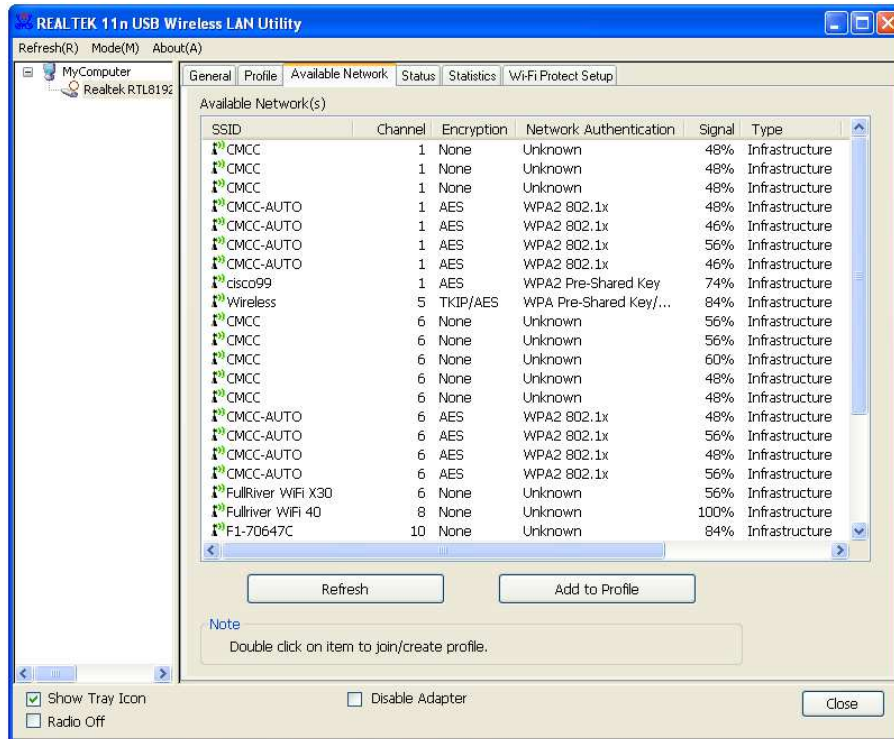 REALTEK 11n USB Wireless LAN Utility
Refresh(R) Mode(M) About(A)
MyComputer
Realtek RTL8192
General Profile Available Network Status Statistics Wi-Fi Protect Setup
Available Network(s)
SSID Channel Encryption Network Authentication Signal Type
CMCC 1 None Unknown 48% Infrastructure
CMCC 1 None Unknown 48% Infrastructure
CMCC 1 None Unknown 48% Infrastructure
CMCC-AUTO 1 AES WPA2 802.1x 48% Infrastructure
CMCC-AUTO 1 AES WPA2 802.1x 46% Infrastructure
CMCC-AUTO 1 AES WPA2 802.1x 56% Infrastructure
CMCC-AUTO 1 AES WPA2 802.1x 46% Infrastructure
cisco99 1 AES WPA2 Pre-Shared Key 74% Infrastructure
Wireless 5 TKIP/AES WPA Pre-Shared Key/... 84% Infrastructure
CMCC 6 None Unknown 56% Infrastructure
CMCC 6 None Unknown 56% Infrastructure
CMCC 6 None Unknown 60% Infrastructure
CMCC 6 None Unknown 48% Infrastructure
CMCC 6 None Unknown 48% Infrastructure
CMCC-AUTO 6 AES WPA2 802.1x 48% Infrastructure
CMCC-AUTO 6 AES WPA2 802.1x 56% Infrastructure
CMCC-AUTO 6 AES WPA2 802.1x 48% Infrastructure
CMCC-AUTO 6 AES WPA2 802.1x 56% Infrastructure
FullRiver WiFi X30 6 None Unknown 56% Infrastructure
Fullriver WiFi 40 8 None Unknown 100% Infrastructure
F1-70647C 10 None Unknown 84% Infrastructure
Refresh Add to Profile
Note
Double click on item to join/create profile.
Show Tray Icon Disable Adapter Close
Radio Off